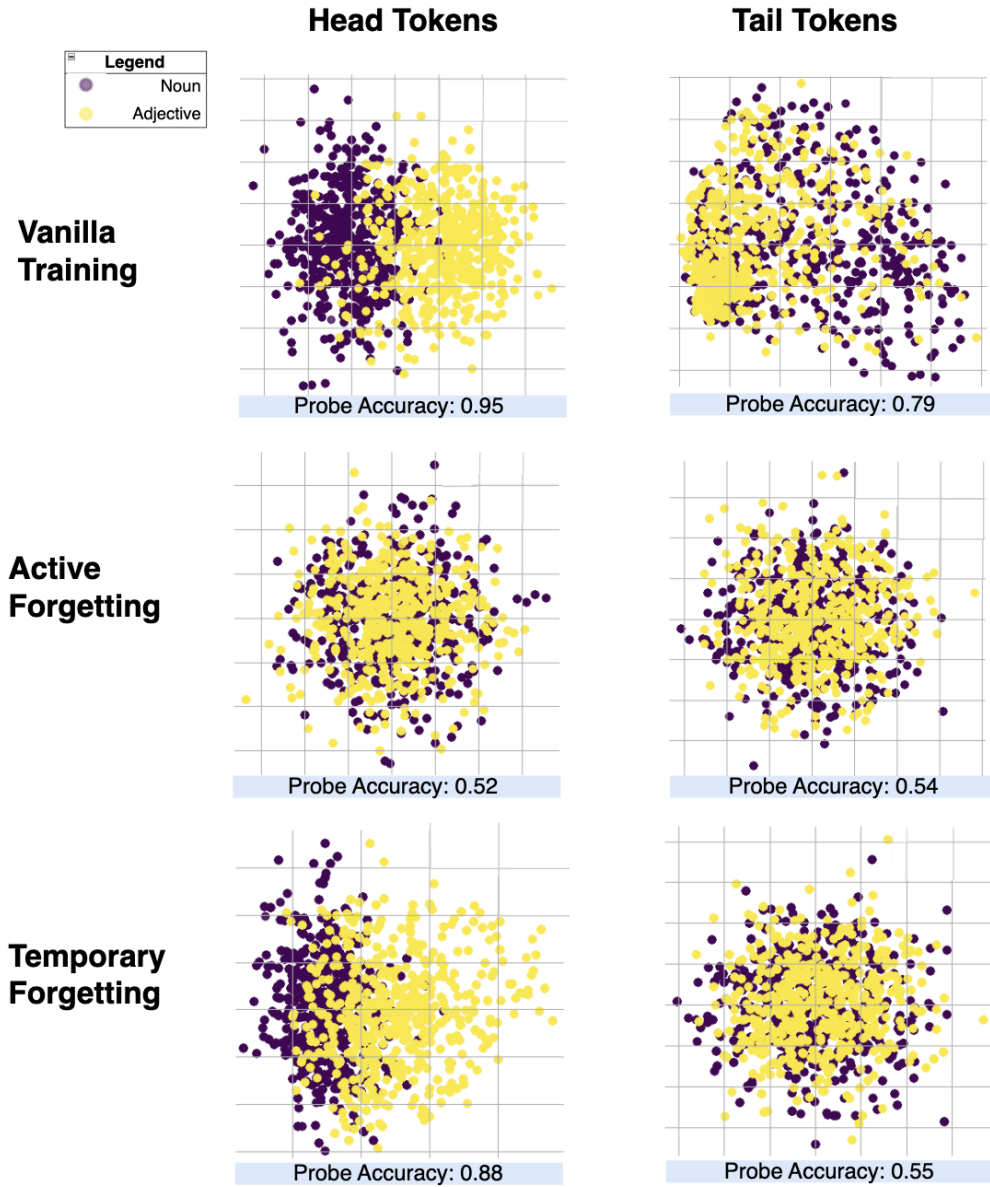 Head Tokens
Tail Tokens
Legend
Noun
Adjective
Vanilla
Training
Probe Accuracy: 0.95
Probe Accuracy: 0.79
Active
Forgetting
Probe Accuracy: 0.52
Probe Accuracy: 0.54
Temporary
Forgetting
Probe Accuracy: 0.88
Probe Accuracy: 0.55